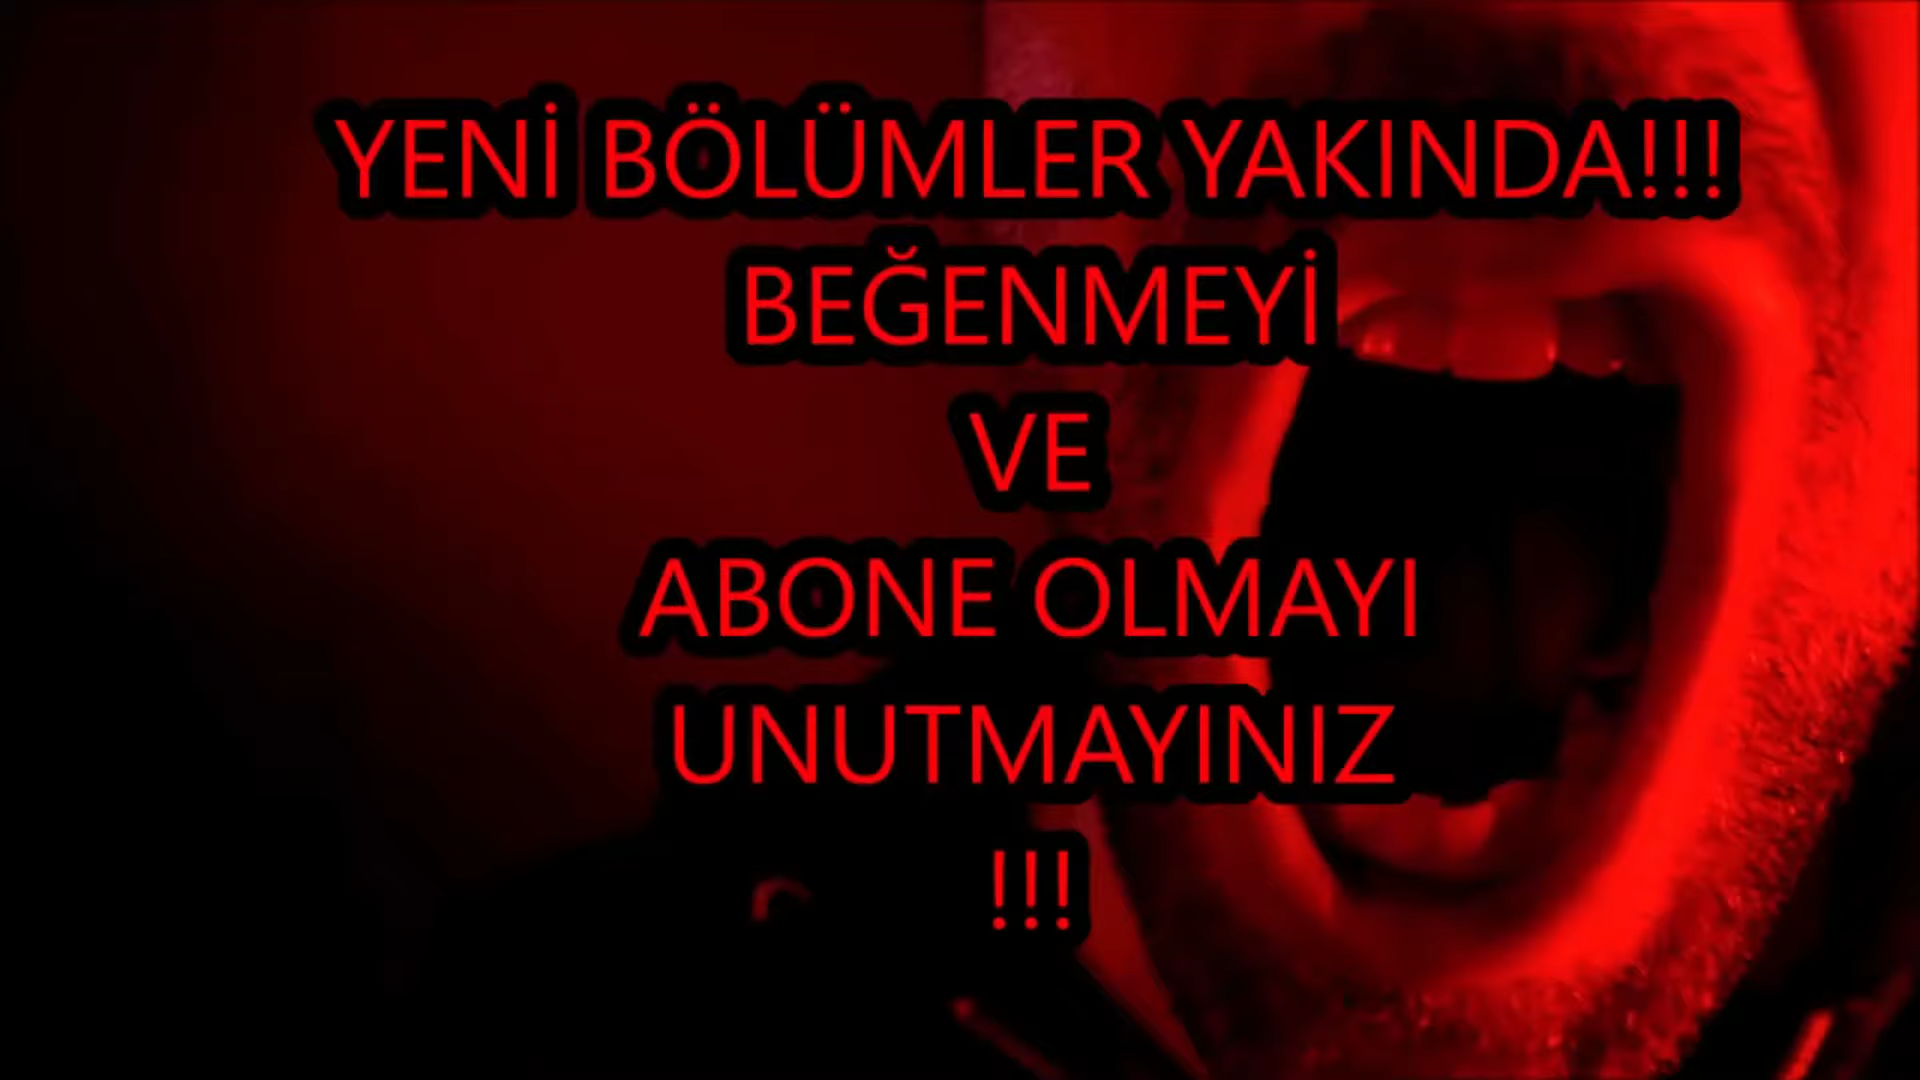 YENİ BÖLÜMLER YAKINDA!!!
BEĞENMEYİ
VE
ABONE OLMAYI
UNUTMAYINIZ
!!!